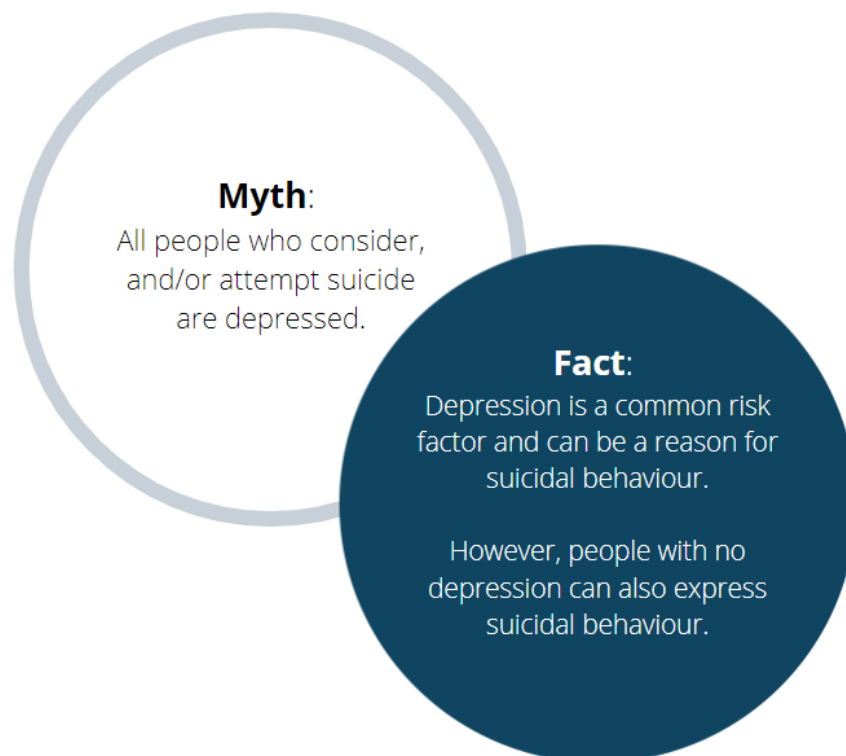 Myth:
All people who consider,
and/or attempt suicide
are depressed.
Fact:
Depression is a common risk
factor and can be a reason for
suicidal behaviour.
However, people with no
depression can also express
suicidal behaviour.